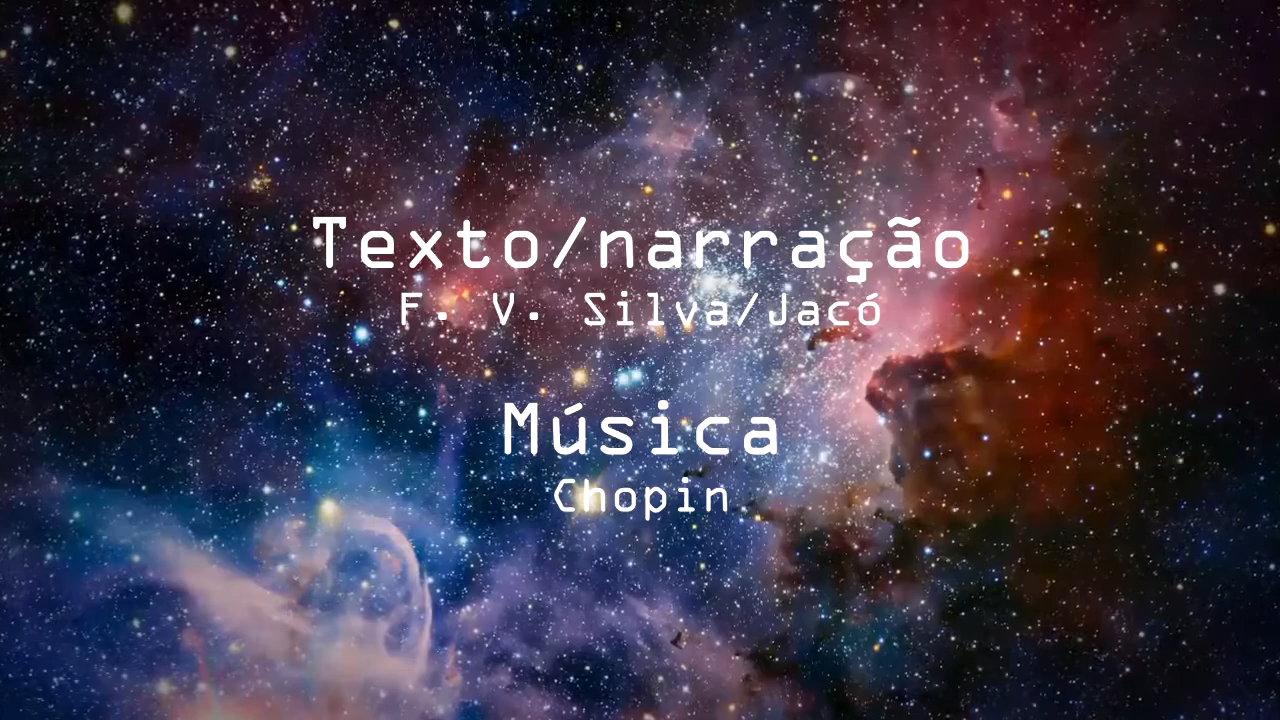 Texto/narração
F. V. Silva/Jacó
Música
Chopin